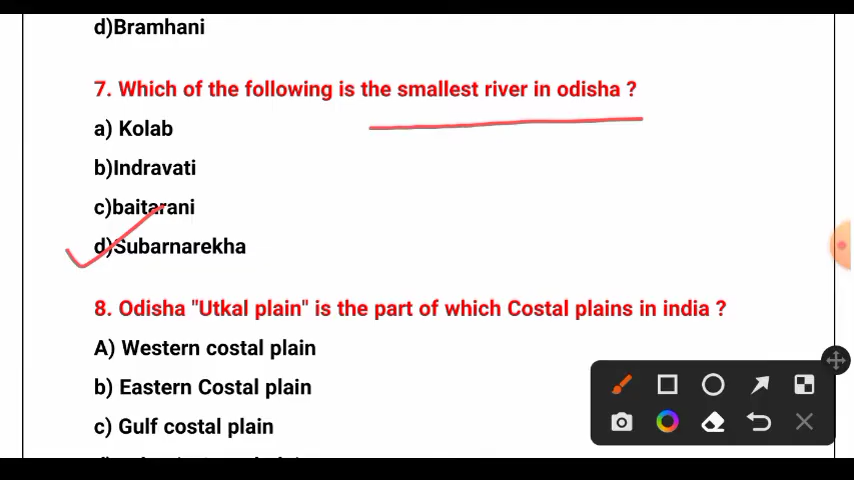 d)Bramhani
7. Which of the following is the smallest river in odisha ?
a) Kolab
b)Indravati
c)baitarani
d)Subarnarekha
8. Odisha "Utkal plain" is the part of which Costal plains in india ?
A) Western costal plain
b) Eastern Costal plain
c) Gulf costal plain